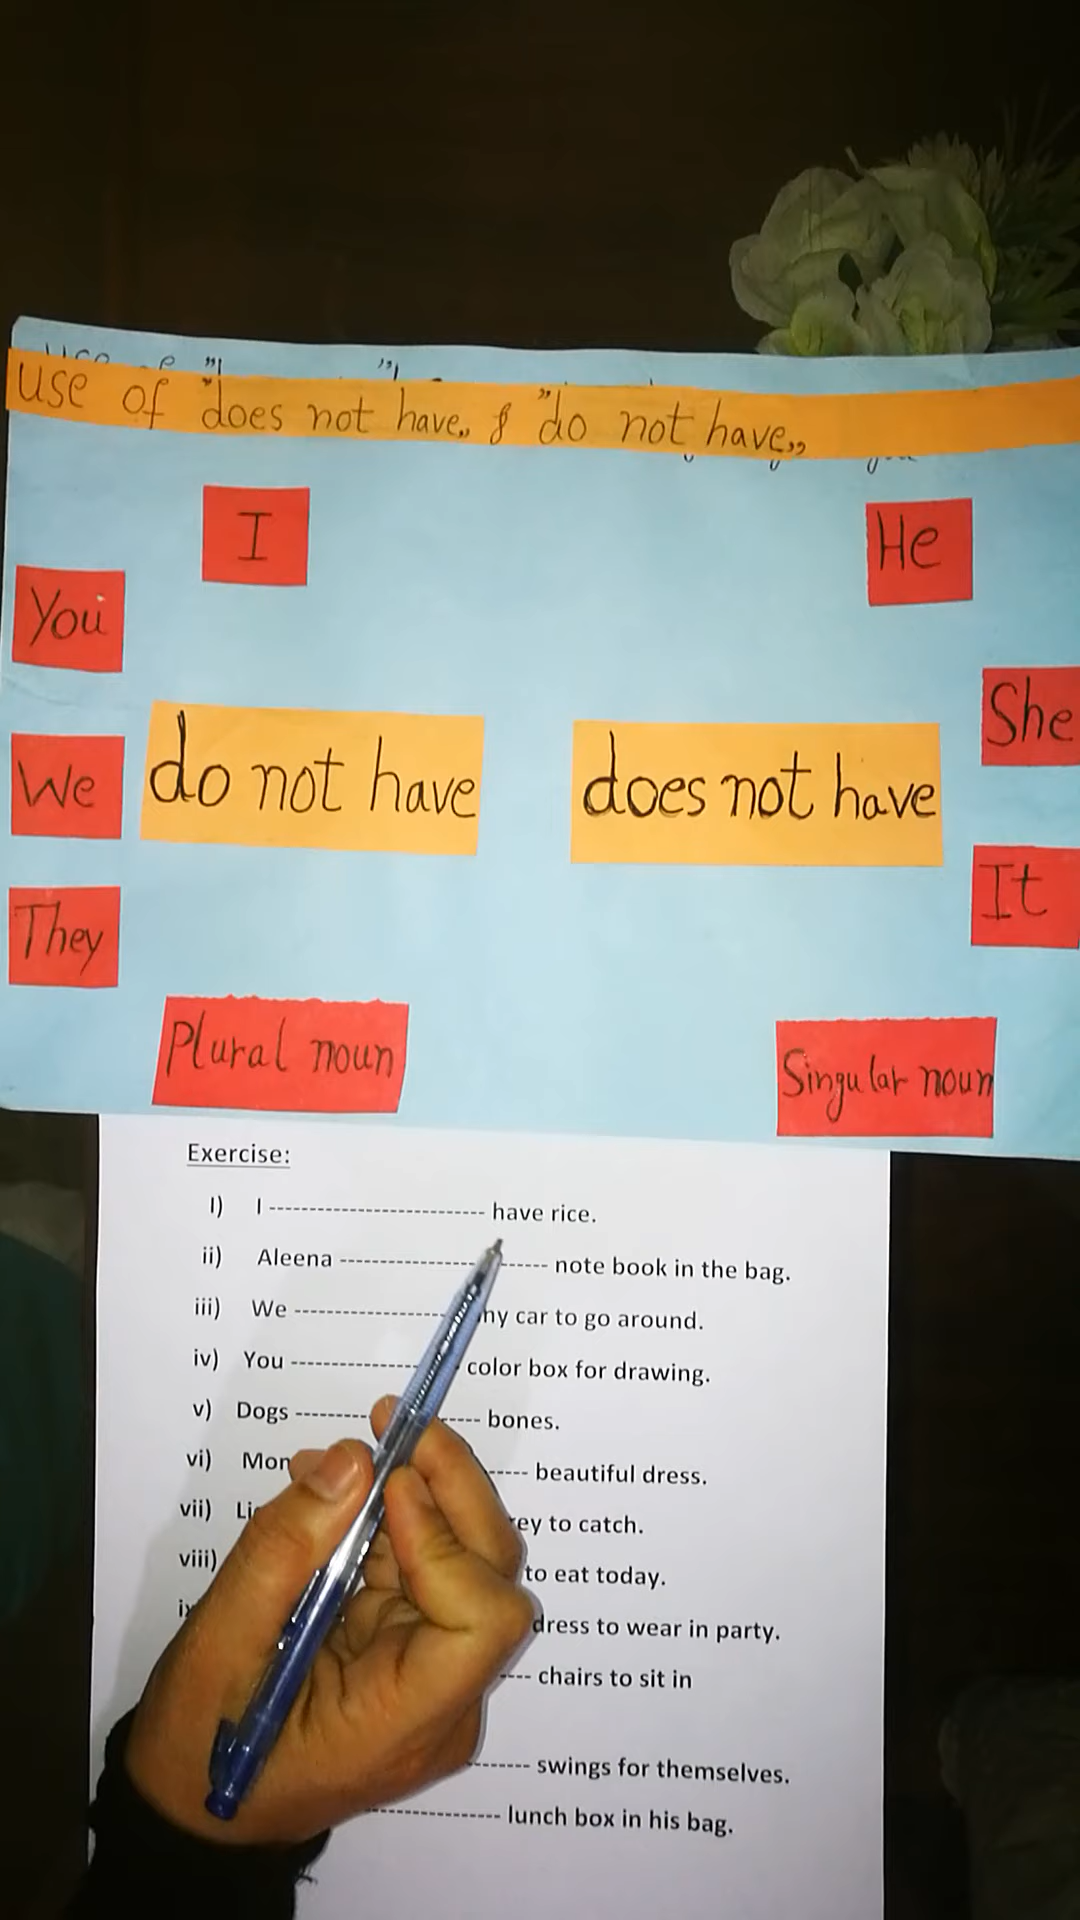 use of "does not have" & "do not have"
I
He
You
She
We
do not have
does not have
It
They
Plural noun
Singular noun
Exercise:
I) I --------------------------- have rice.
ii) Aleena -------------------------- note book in the bag.
iii) We ------------------- ny car to go around.
iv) You ------------------ color box for drawing.
v) Dogs ----------------------- bones.
vi) ----- beautiful dress.
vii) to catch.
viii) to eat today.
dress to wear in party.
---- chairs to sit in
-------- swings for themselves.
----------------- lunch box in his bag.